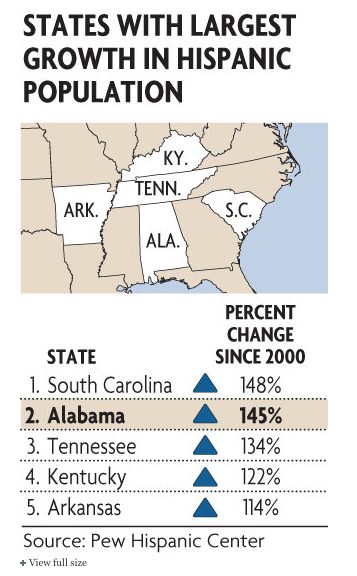 STATES WITH LARGEST
GROWTH IN HISPANIC
POPULATION
KY.
TENN.
ARK.
S.C.
ALA.
PERCENT
CHANGE
STATE SINCE 2000
1. South Carolina 148%
2. Alabama 145%
3. Tennessee 134%
4. Kentucky 122%
5. Arkansas 114%
Source: Pew Hispanic Center
+ View full size